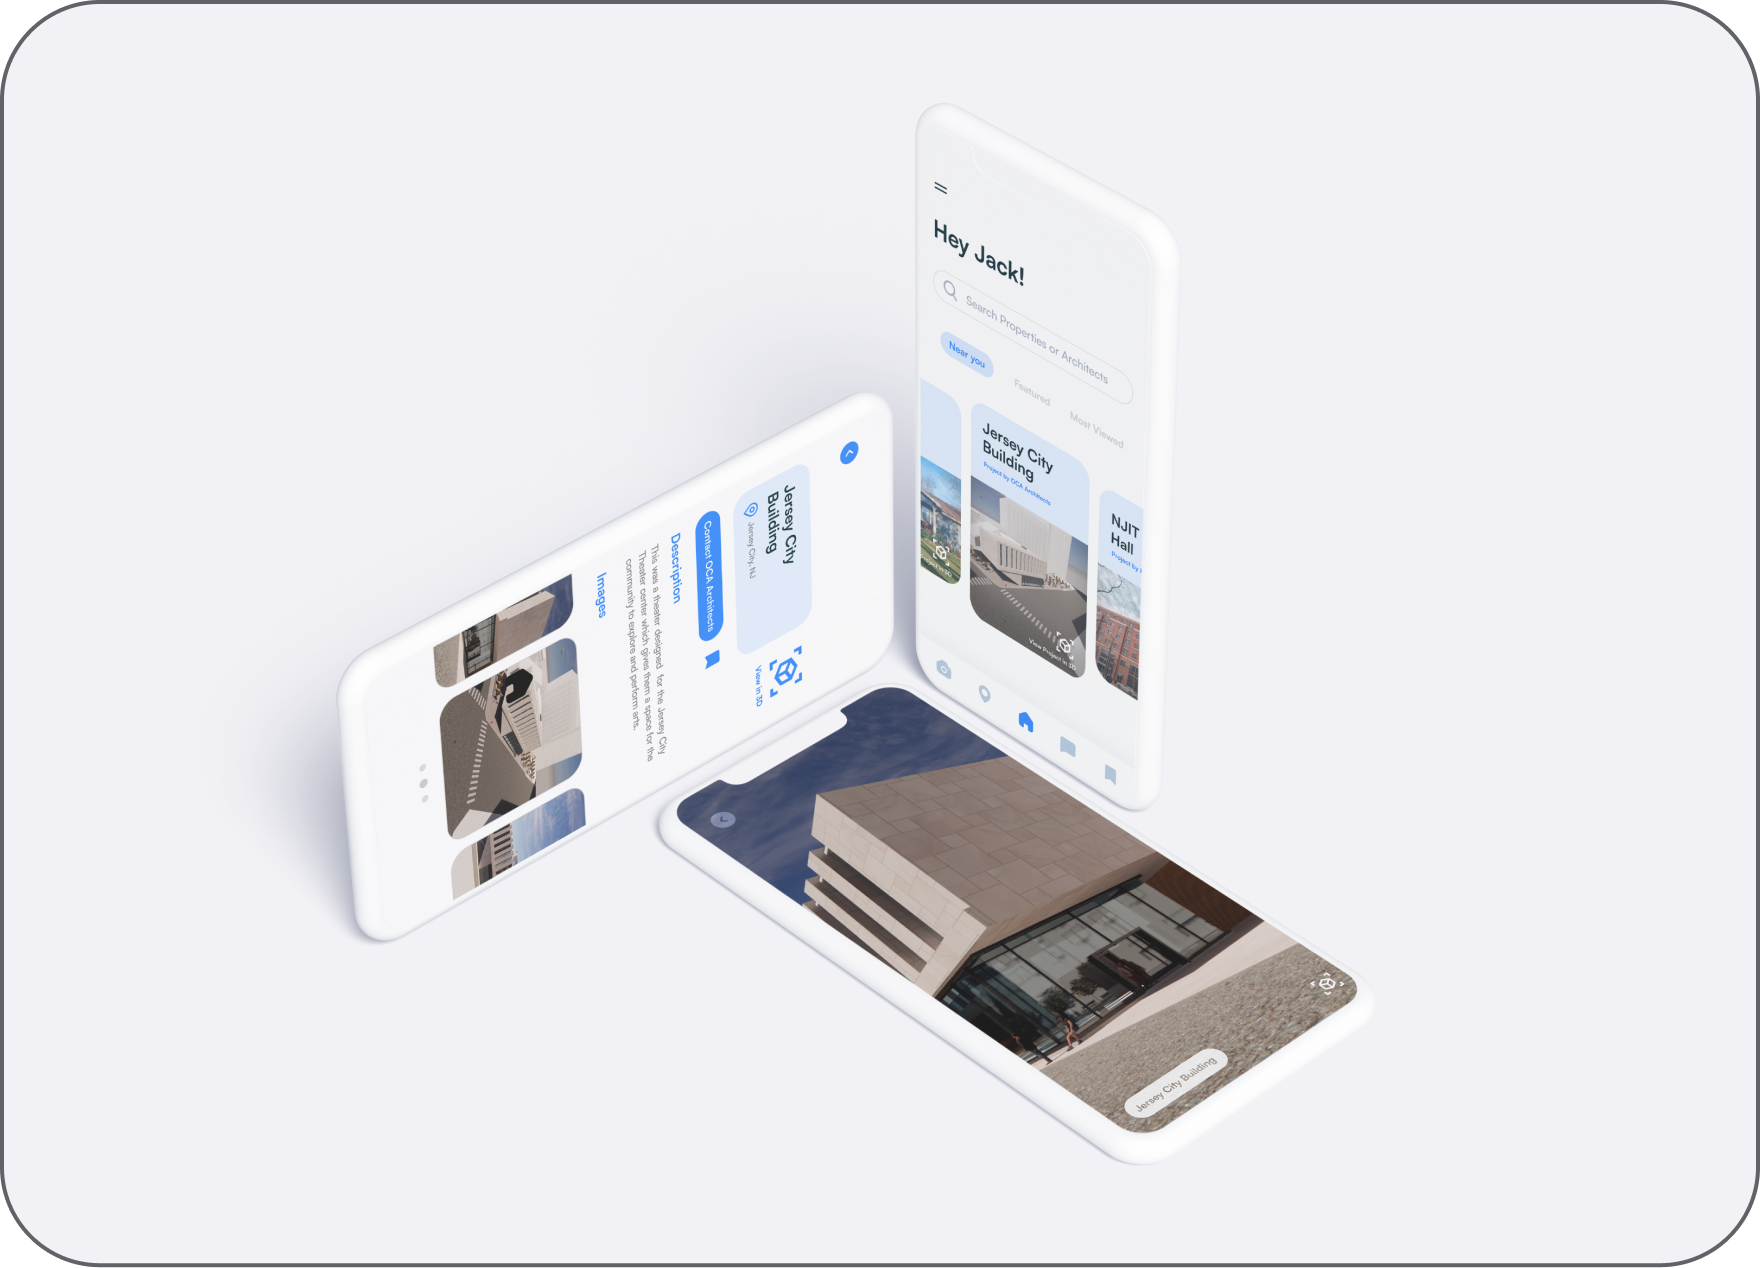 Hey Jack!
Search Properties or Architects
Near you
Featured
Most Viewed
Jersey City
Building
Project by OCA Architects
View Project in 3D
Project in 3D
NJIT
Hall
Project by
Jersey City
Building
Jersey City, NJ
View in 3D
Contact OCA Architects
Description
This was a theater designed for the Jersey City
Theater center which gives them a space for the
community to explore and perform arts.
Images
Jersey City Building